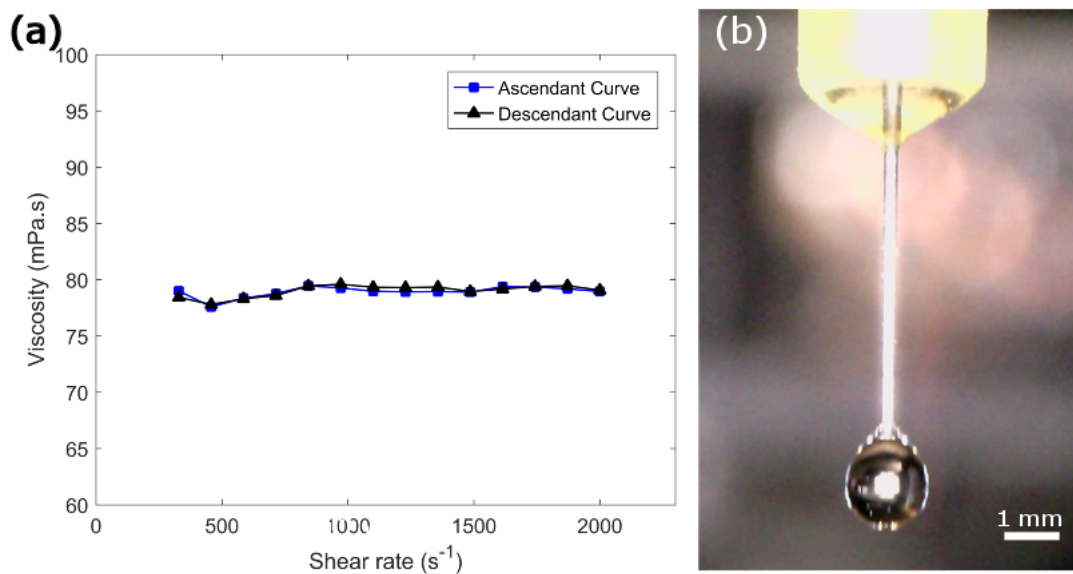 (a)
100
95
90
85
80
75
70
65
60
Viscosity (mPa.s)
Ascendant Curve
Descendant Curve
0
500
1000
1500
2000
Shear rate (s⁻¹)
(b)
1 mm